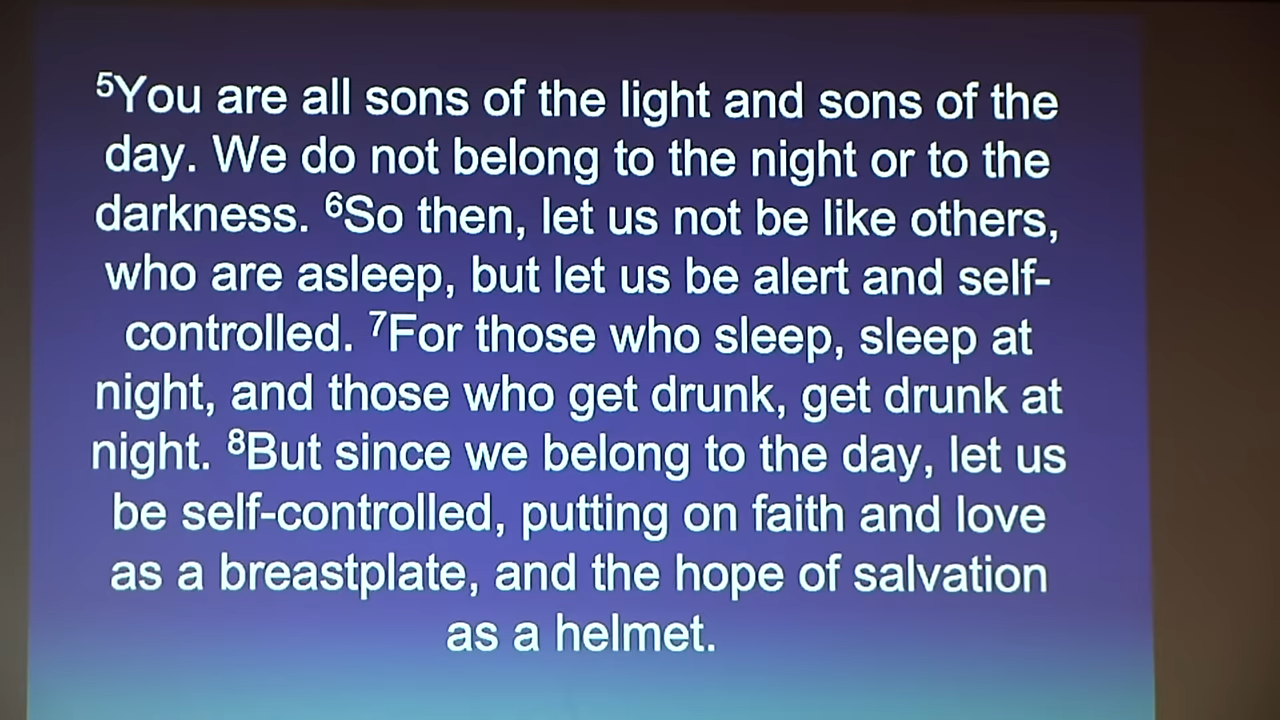 ⁵You are all sons of the light and sons of the
day. We do not belong to the night or to the
darkness. ⁶So then, let us not be like others,
who are asleep, but let us be alert and self-
controlled. ⁷For those who sleep, sleep at
night, and those who get drunk, get drunk at
night. ⁸But since we belong to the day, let us
be self-controlled, putting on faith and love
as a breastplate, and the hope of salvation
as a helmet.